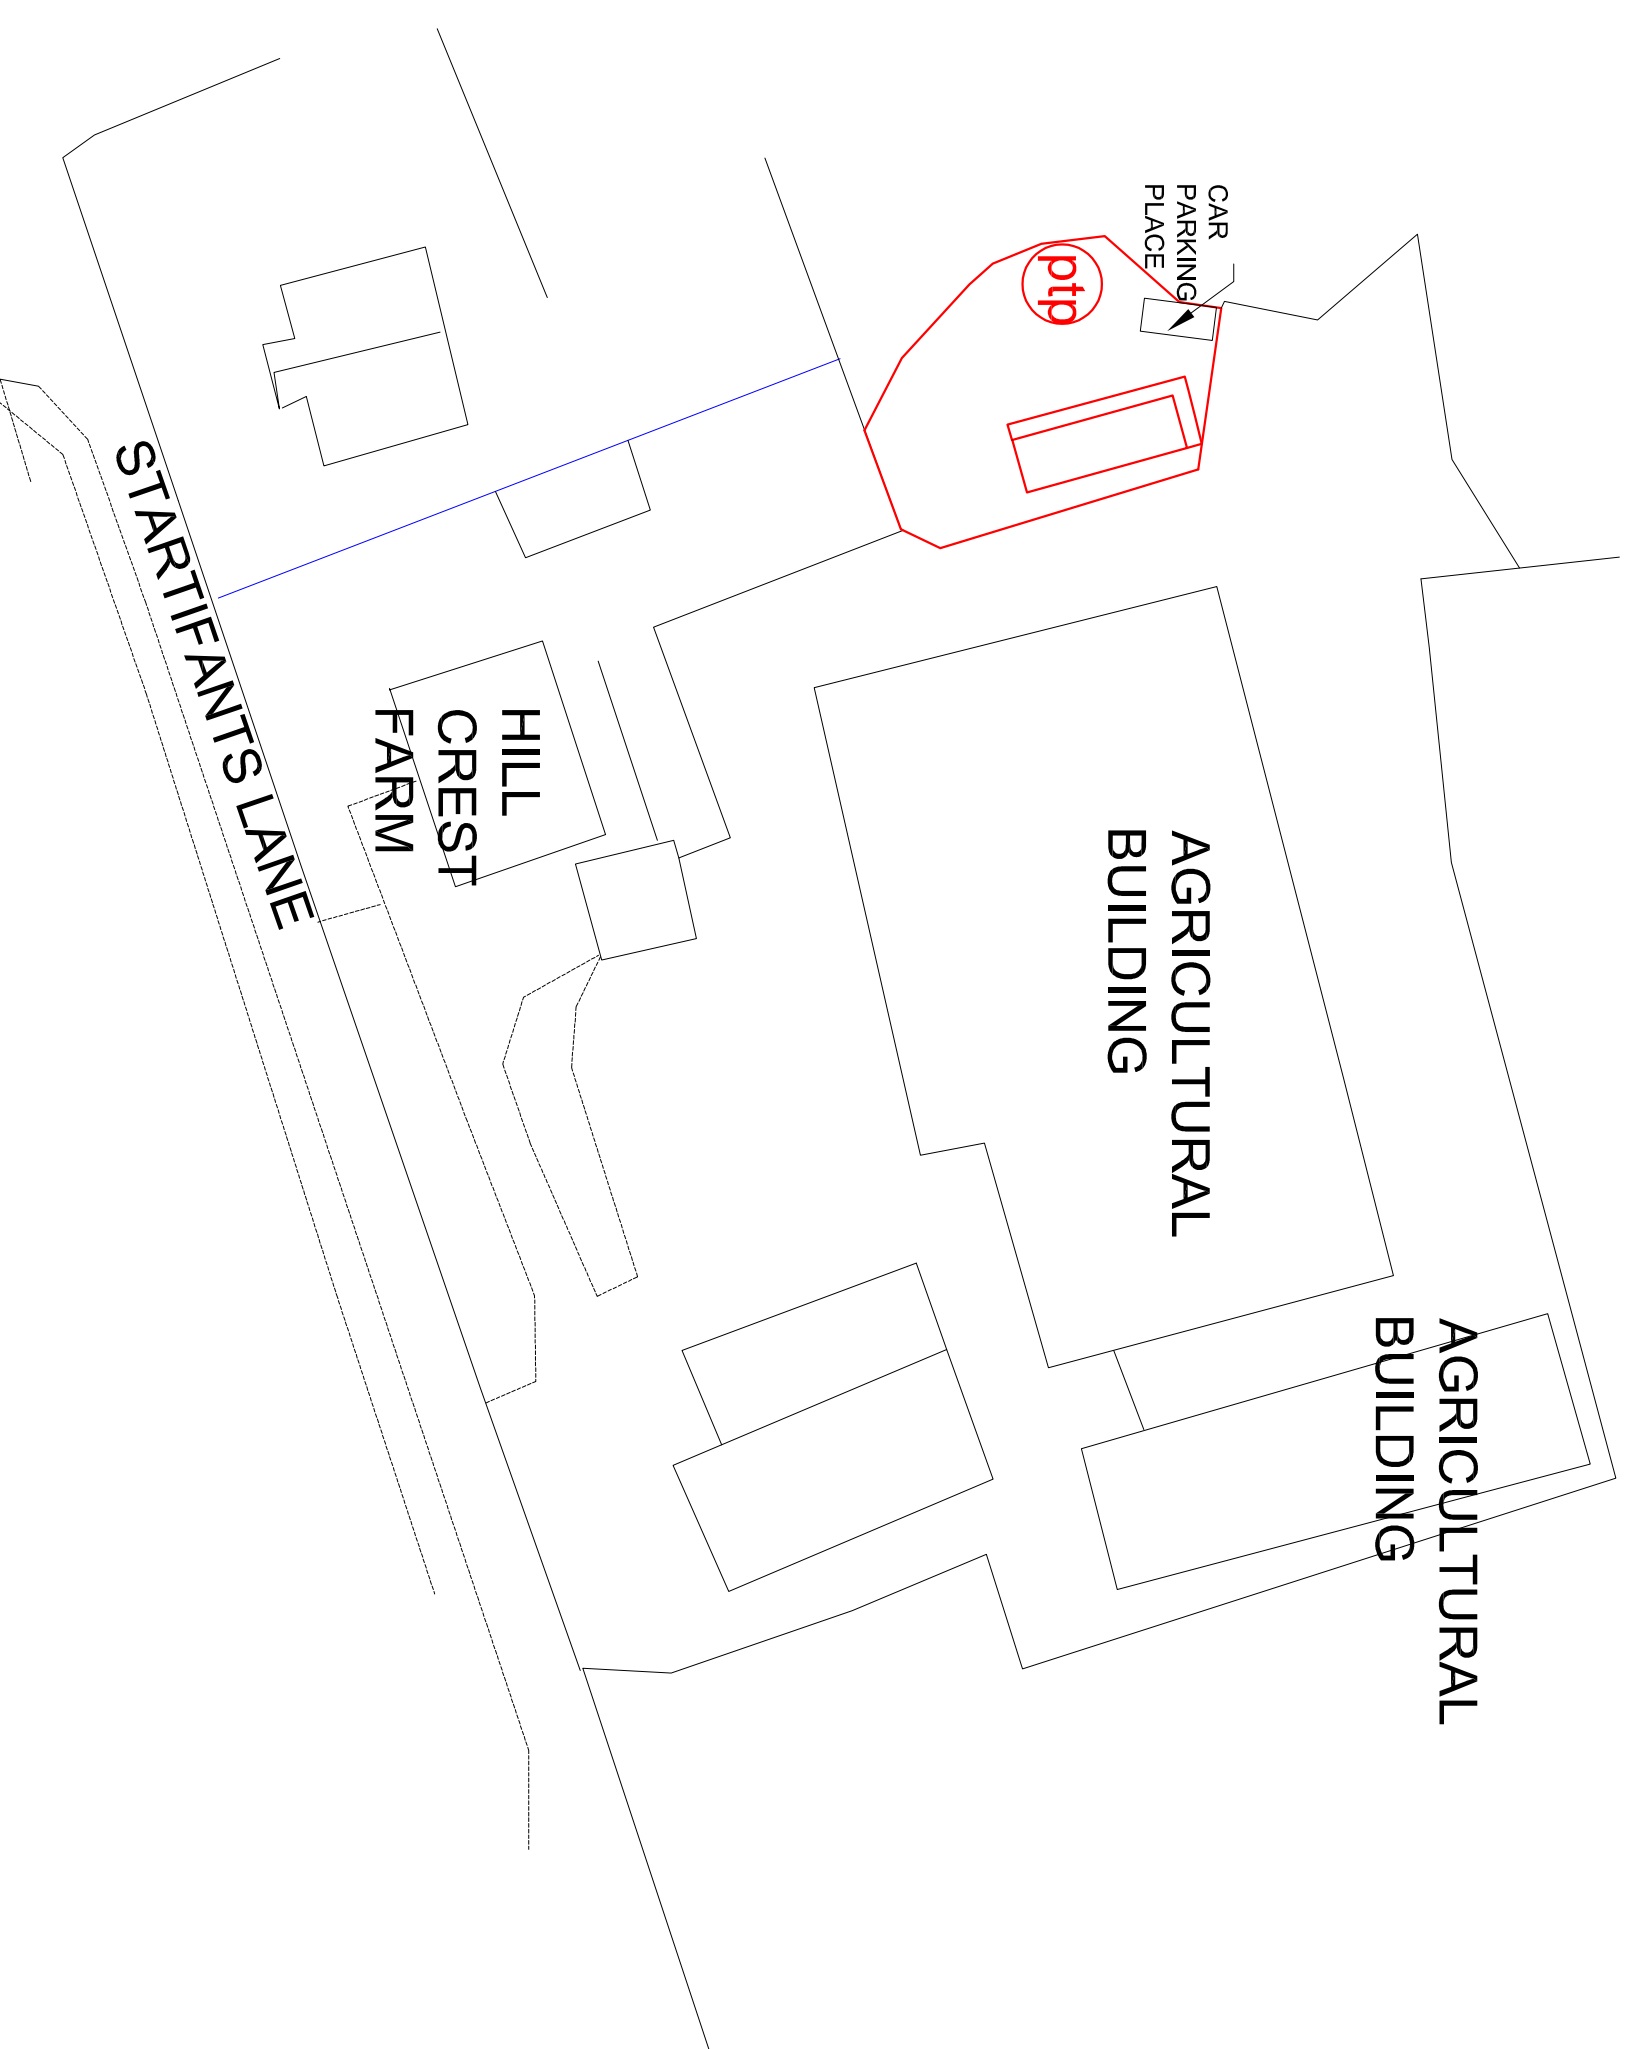 CAR
PARKING
PLACE
ptp
STARTIFANTS LANE
HILL
CREST
FARM
AGRICULTURAL
BUILDING
AGRICULTURAL
BUILDING